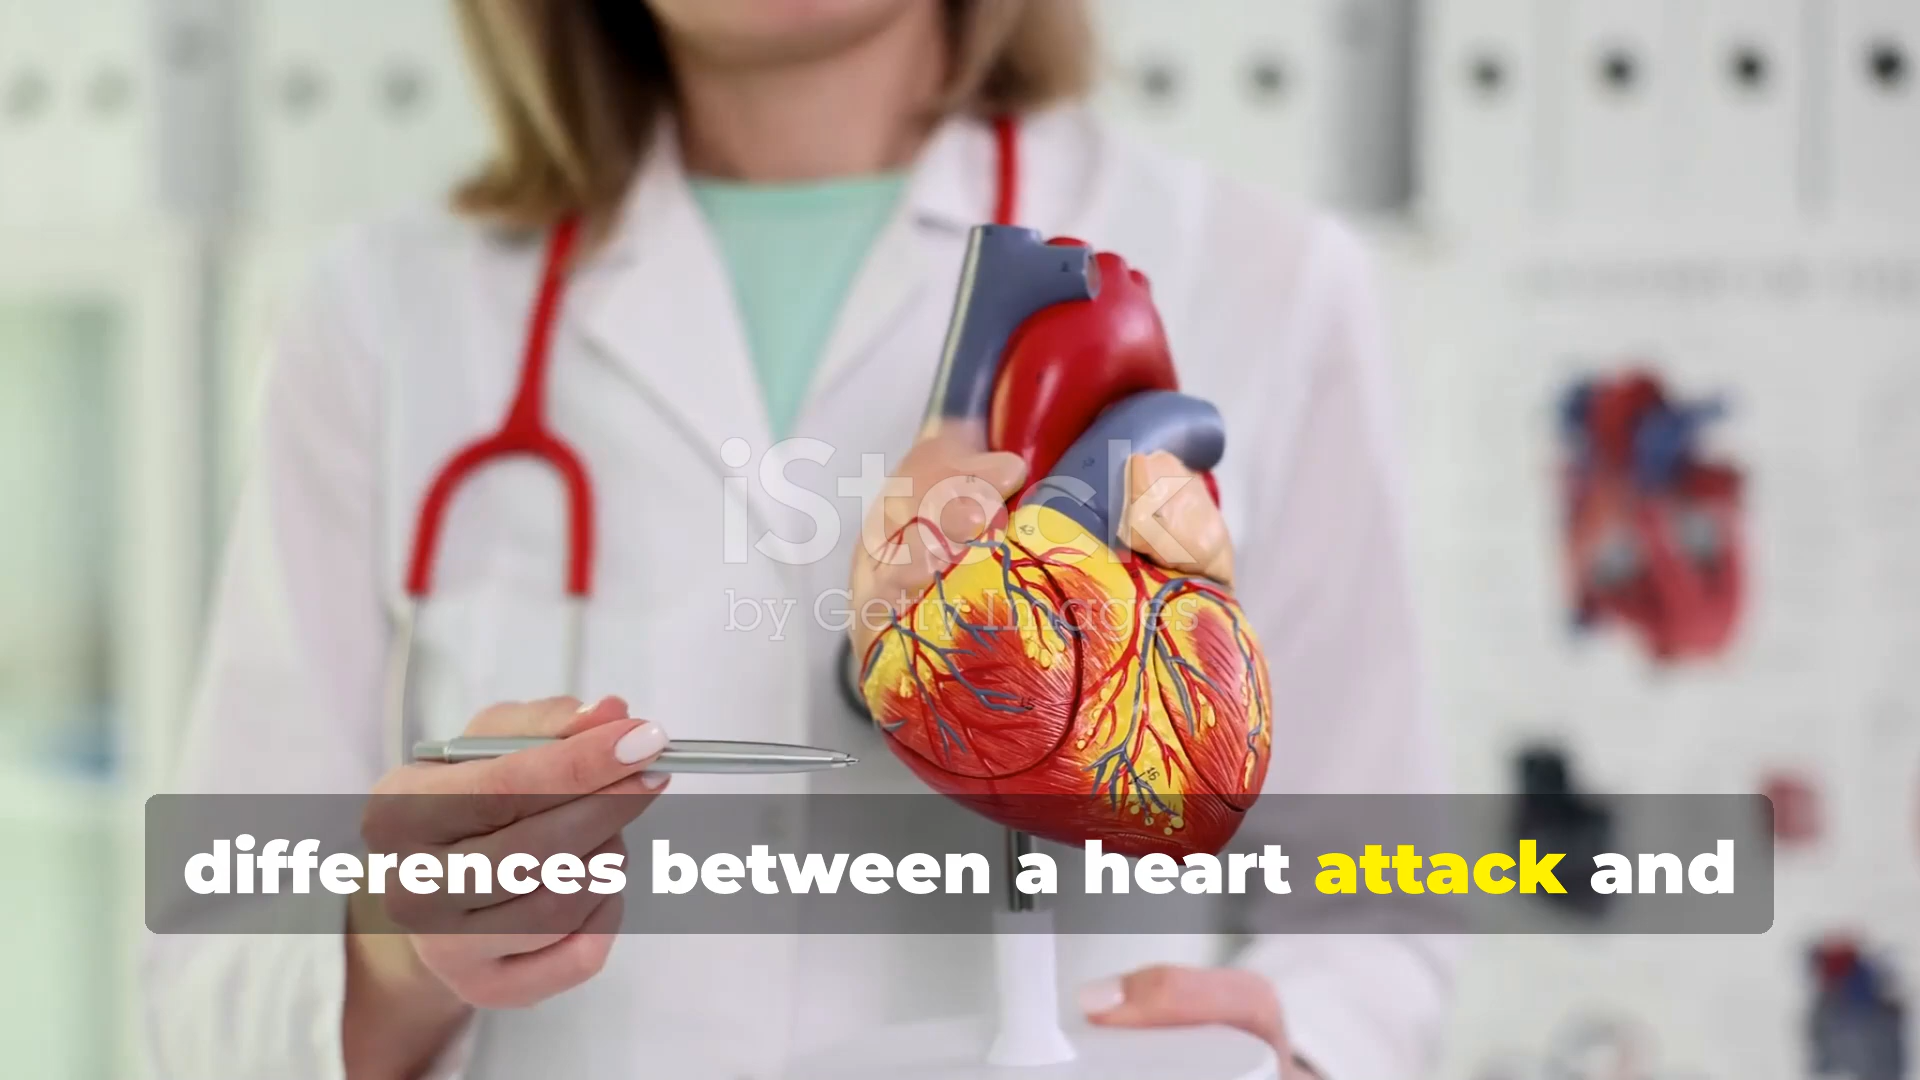 iStock
by Getty Images
differences between a heart attack and